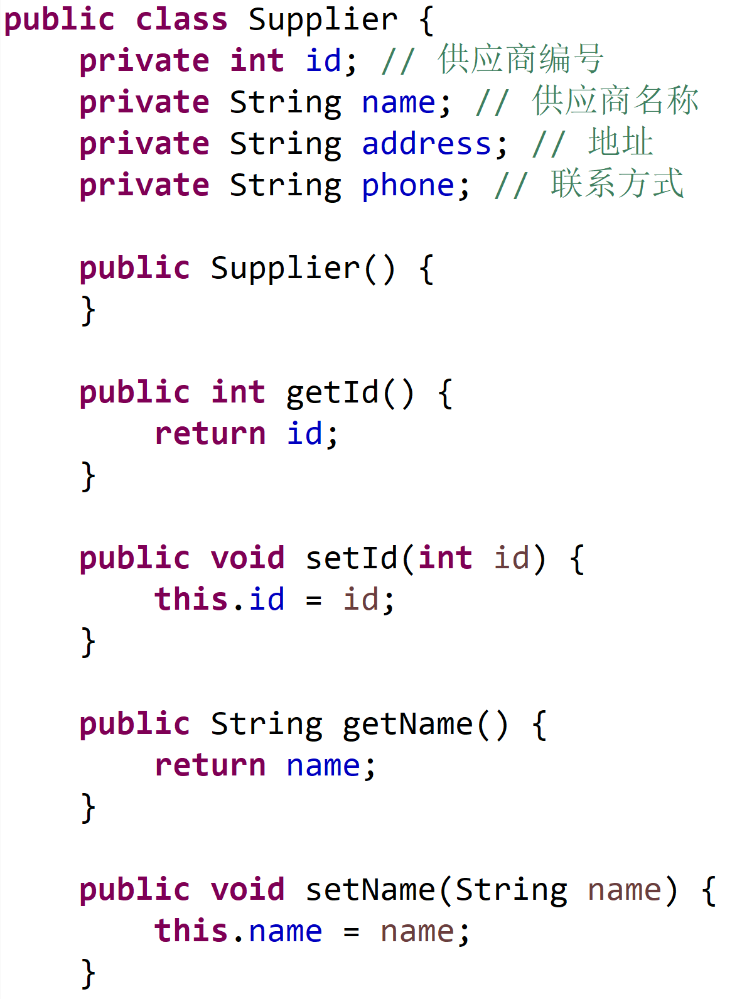 public class Supplier {
    private int id; // 供应商编号
    private String name; // 供应商名称
    private String address; // 地址
    private String phone; // 联系方式

    public Supplier() {
    }

    public int getId() {
        return id;
    }

    public void setId(int id) {
        this.id = id;
    }

    public String getName() {
        return name;
    }

    public void setName(String name) {
        this.name = name;
    }